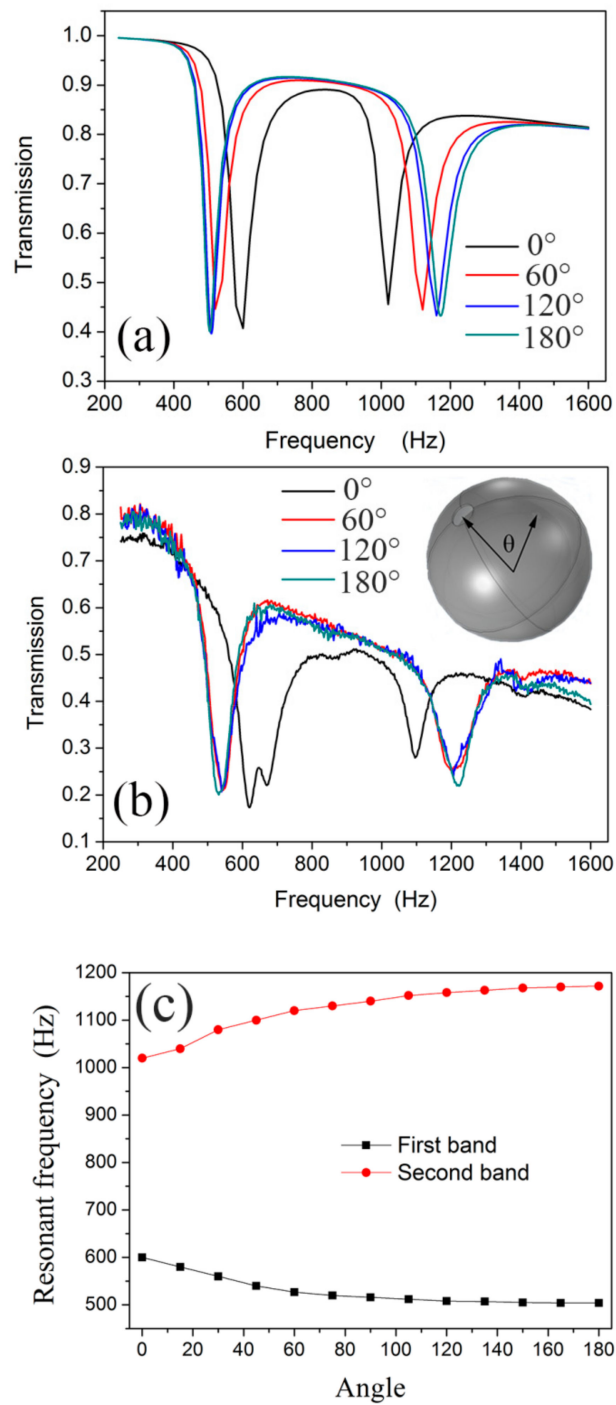 1.0
0.9
0.8
0.7
0.6
0.5
0.4
0.3
Transmission
(a)
0°
60°
120°
180°
200 400 600 800 1000 1200 1400 1600
Frequency (Hz)
0.9
0.8
0.7
0.6
0.5
0.4
0.3
0.2
0.1
Transmission
(b)
0°
60°
120°
180°
θ
200 400 600 800 1000 1200 1400 1600
Frequency (Hz)
1200
1100
1000
900
800
700
600
500
Resonant frequency (Hz)
(c)
First band
Second band
0 20 40 60 80 100 120 140 160 180
Angle